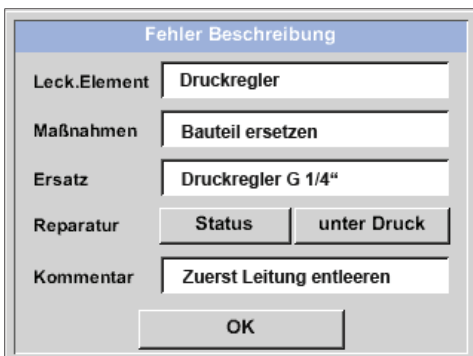 Fehler Beschreibung
Leck.Element Druckregler
Maßnahmen Bauteil ersetzen
Ersatz Druckregler G 1/4“
Reparatur Status unter Druck
Kommentar Zuerst Leitung entleeren
OK